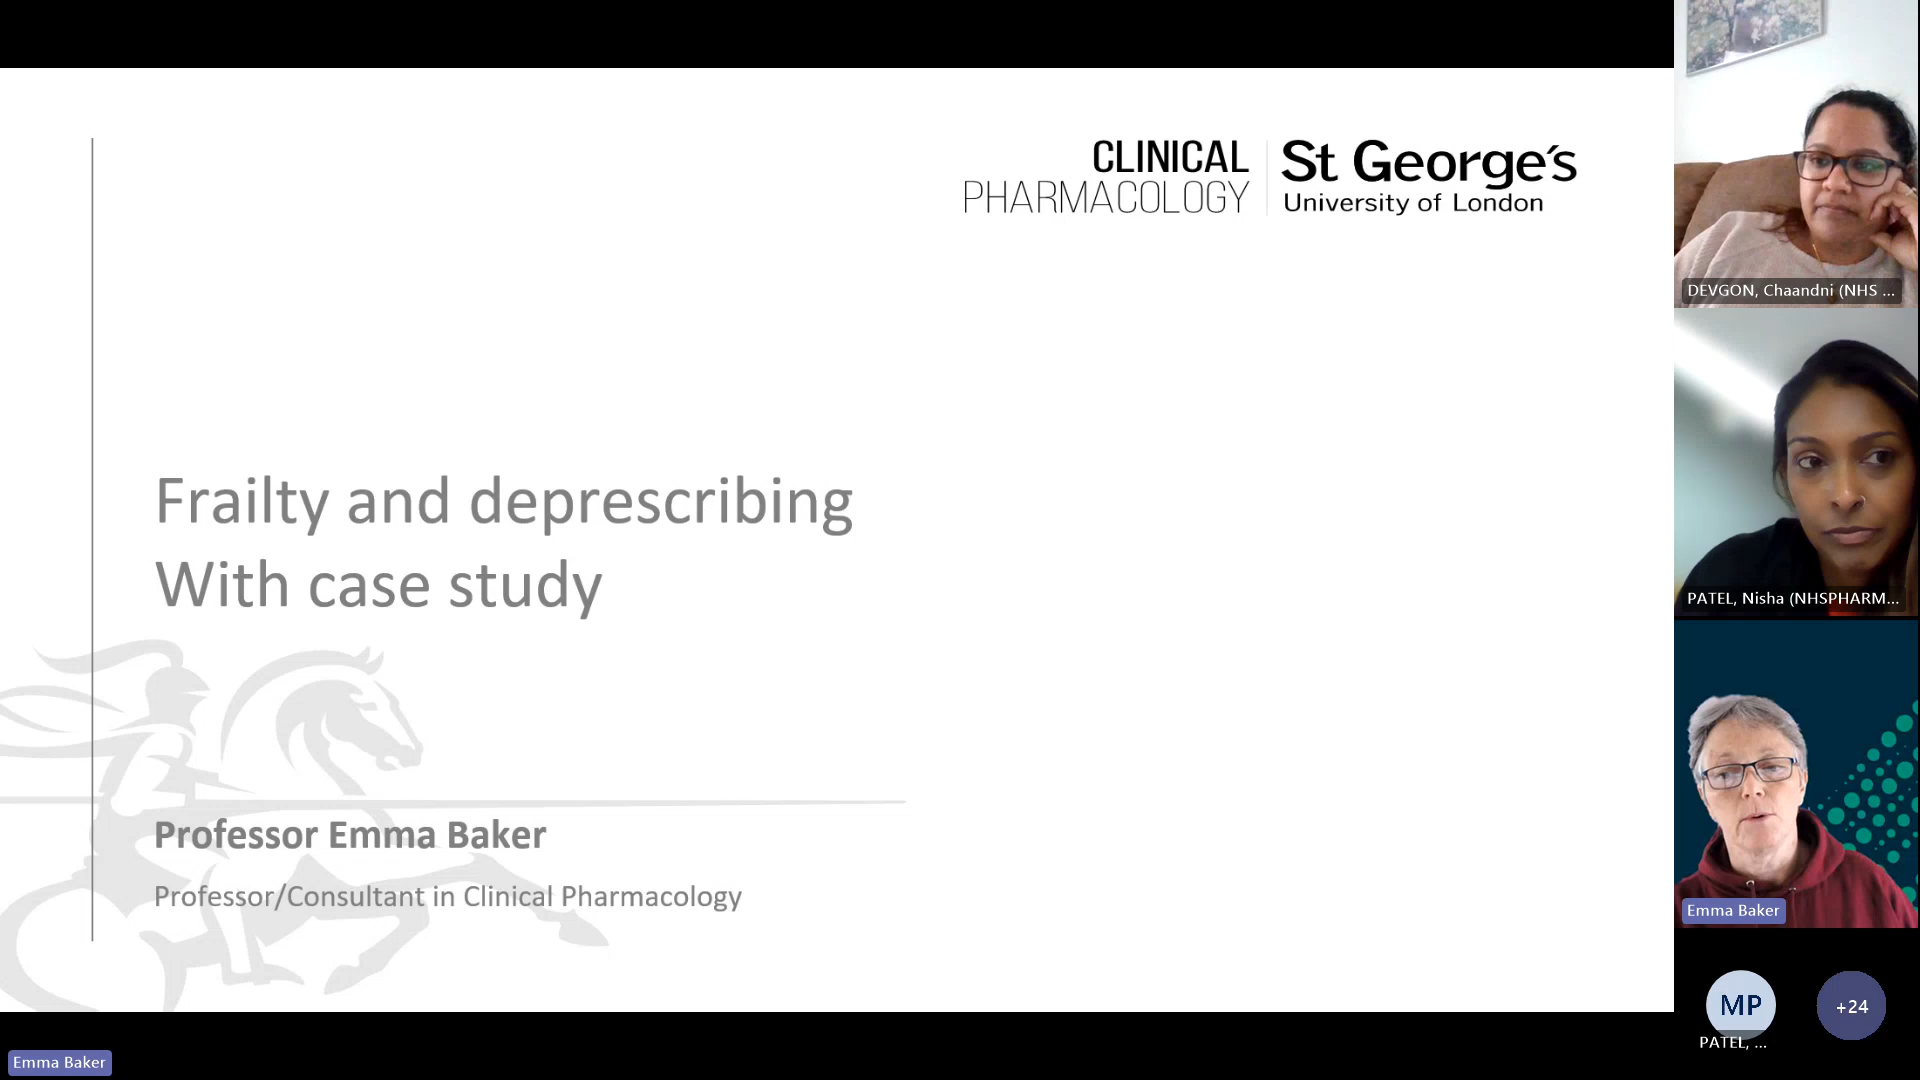 CLINICAL
PHARMACOLOGY
St George's
University of London
Frailty and deprescribing
With case study
Professor Emma Baker
Professor/Consultant in Clinical Pharmacology
DEVGON, Chaandni (NHS ...
PATEL, Nisha (NHSPHARM...
Emma Baker
MP
+24
PATEL, ...
Emma Baker